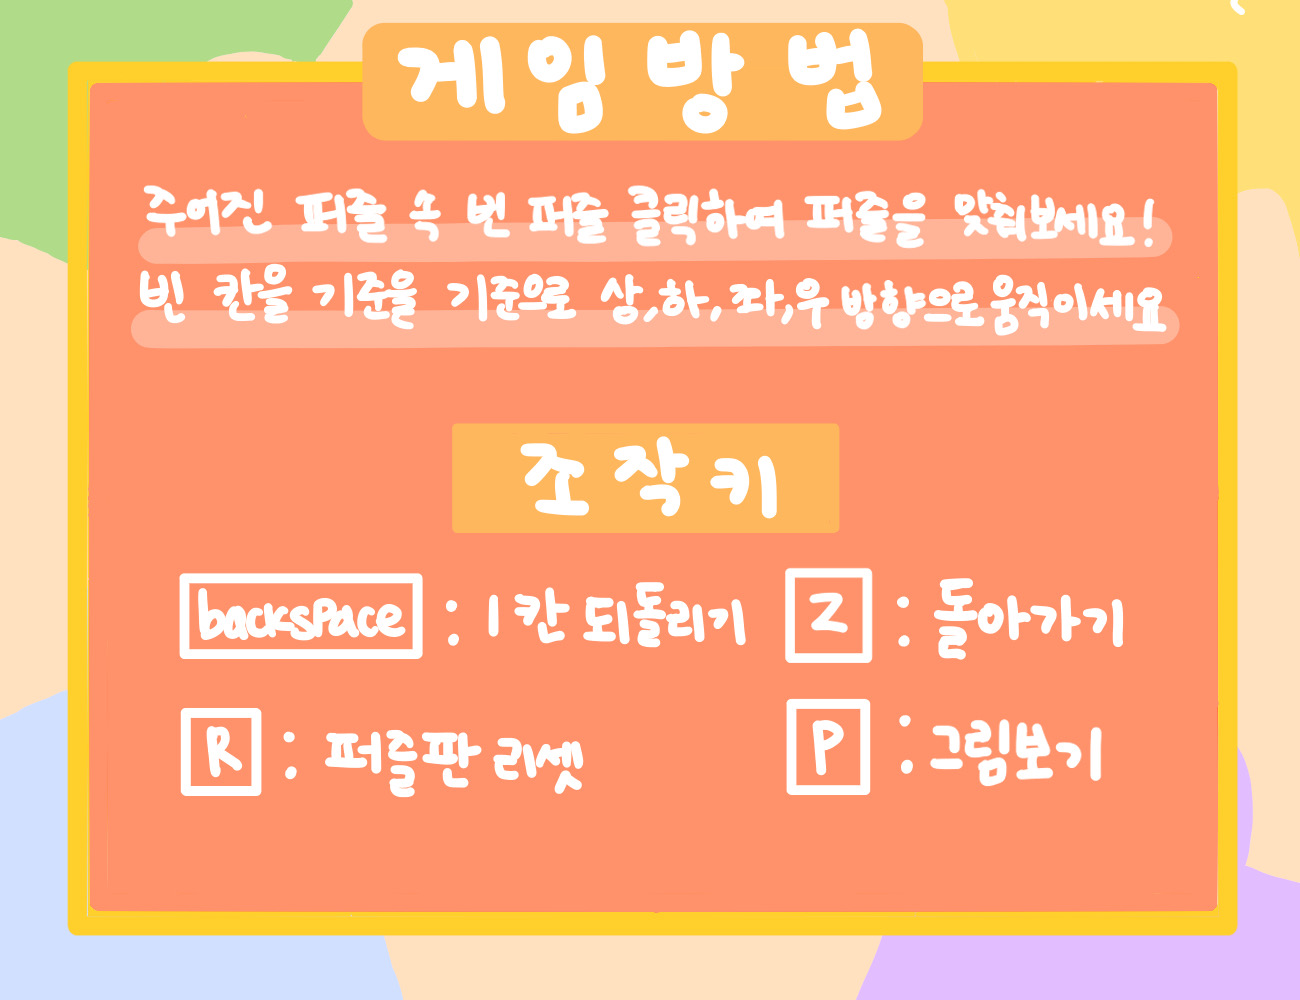 게임 방법
주어진 퍼즐 속 번 퍼즐 클릭하여 퍼즐을 맞춰보세요!
빈 칸을 기준을 기준으로 상,하, 좌,우 방향으로 움직이세요
조작키
backspace : 1칸 되돌리기 Z : 돌아가기
R : 퍼즐판 리셋 P : 그림보기